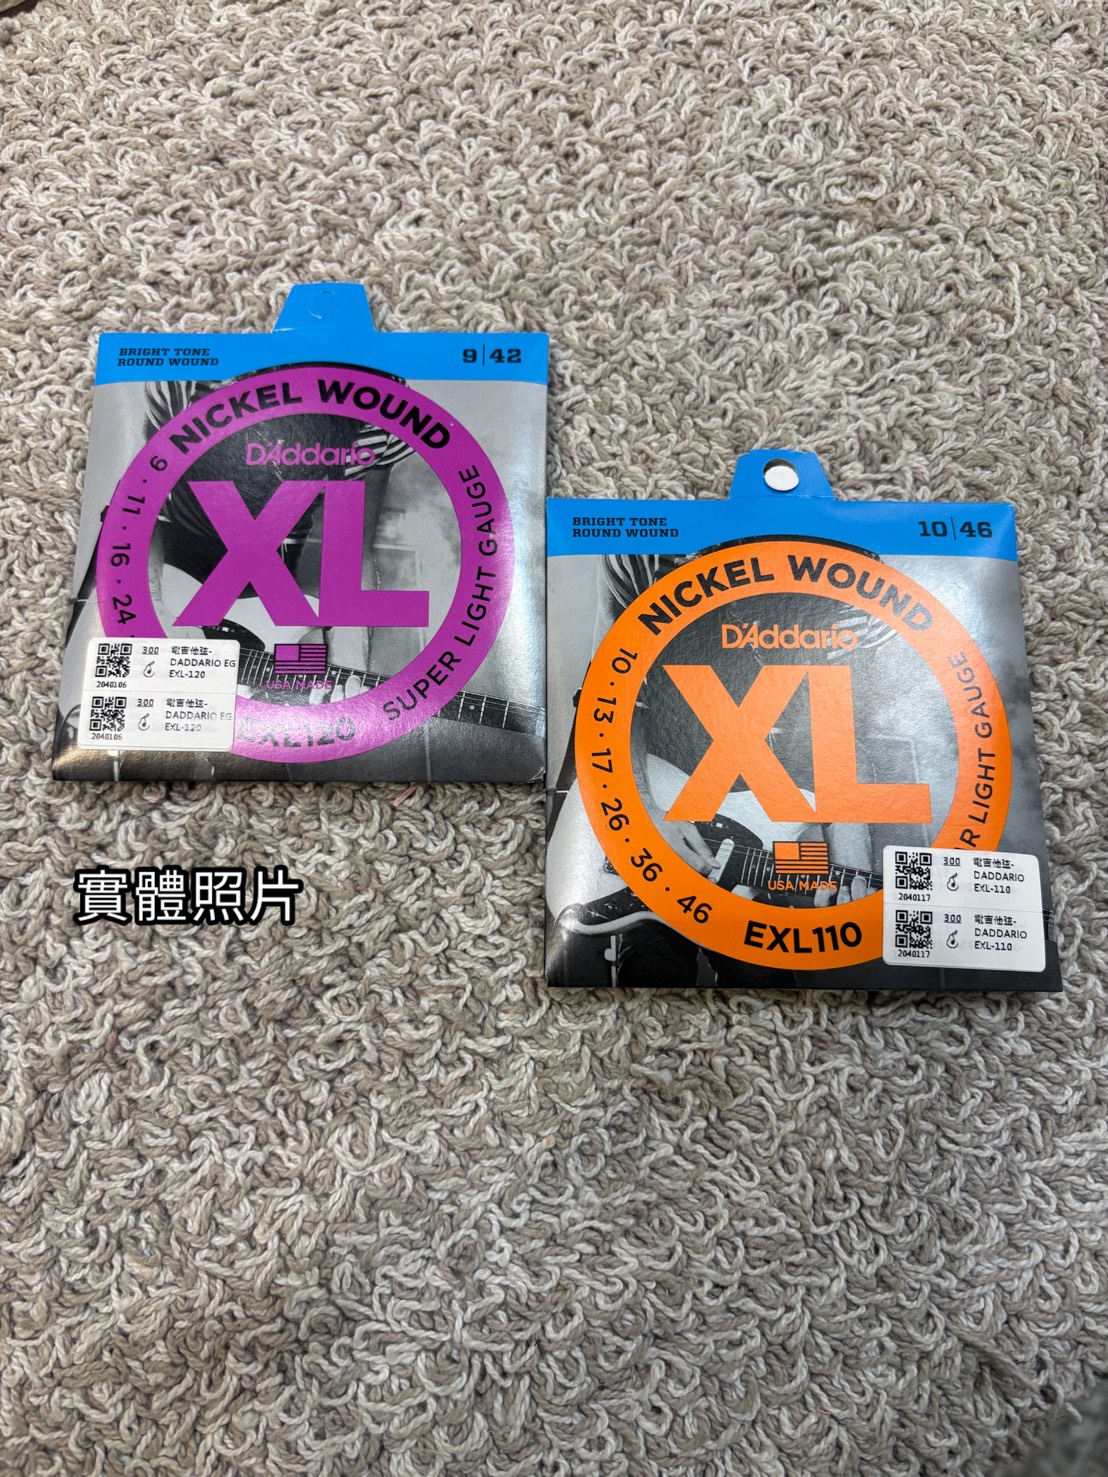 BRIGHT TONE
ROUND WOUND
9|42
NICKEL WOUND
D'Addario
XL
9 · 11 · 16 · 24 ·
SUPER LIGHT GAUGE
USA MADE
EXL120
300 電吉他弦-
DADDARIO EG
EXL-120
2040106
300 電吉他弦-
DADDARIO EG
EXL-120
2040106
BRIGHT TONE
ROUND WOUND
10|46
NICKEL WOUND
D'Addario
XL
10 · 13 · 17 · 26 · 36 · 46
R LIGHT GAUGE
USA MADE
EXL110
300 電吉他弦-
DADDARIO
EXL-110
2040117
300 電吉他弦-
DADDARIO
EXL-110
2040117
實體照片